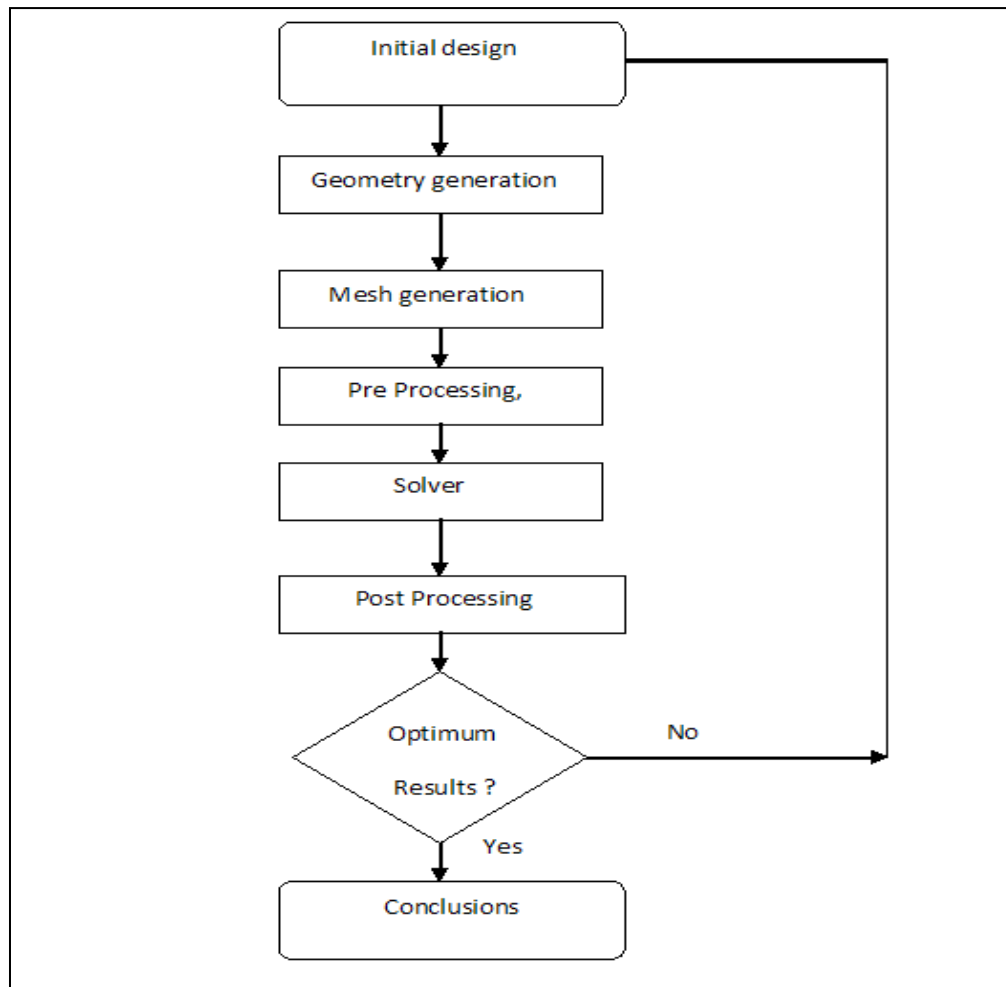 Initial design
Geometry generation
Mesh generation
Pre Processing,
Solver
Post Processing
Optimum
Results ?
No
Yes
Conclusions